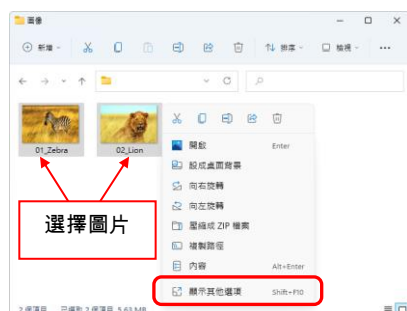 圖像
新增
排序
檢視
01_Zebra
02_Lion
選擇圖片
開啟 Enter
設成桌面背景
向右旋轉
向左旋轉
壓縮成 ZIP 檔案
複製路徑
內容 Alt+Enter
顯示其他選項 Shift+F10
2 個項目 已選取 2 個項目 5.63 MB